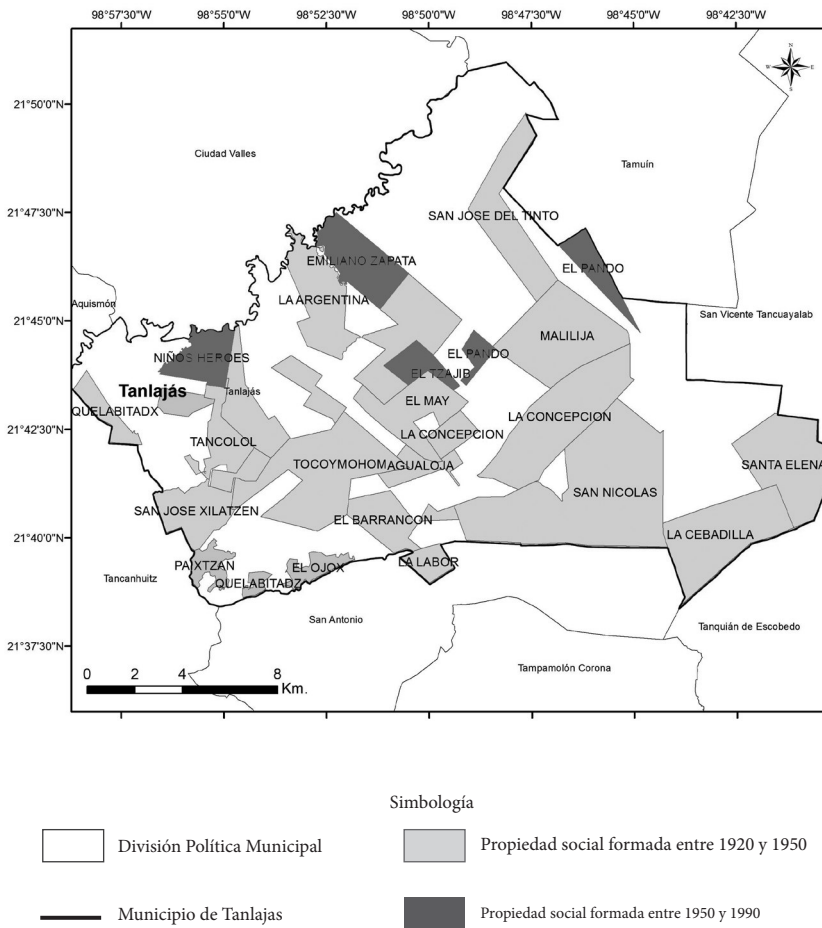 98°57'30"W 98°55'0"W 98°52'30"W 98°50'0"W 98°47'30"W 98°45'0"W 98°42'30"W
N
W E
S
21°50'0"N
Ciudad Valles
Tamuín
21°47'30"N
SAN JOSE DEL TINTO
EMILIANO ZAPATA
EL PANDO
LA ARGENTINA
Aquismón
21°45'0"N
San Vicente Tancuayalab
MALILIJA
NIÑOS HEROES
EL PANDO
EL TZAJIB
Tanlajás
Tanlajás
EL MAY
QUELABITADX
LA CONCEPCION
21°42'30"N
LA CONCEPCION
TANCOLOL
TOCOYMOHOM
AGUALOJA
SANTA ELENA
SAN NICOLAS
SAN JOSE XILATZEN
EL BARRANCON
LA CEBADILLA
21°40'0"N
PAIXTZAN
EL OJOX
LA LABOR
Tancanhuitz
QUELABITADZ
San Antonio
Tanquián de Escobedo
21°37'30"N
Tampamolón Corona
0 2 4 8
Km.
Simbología
División Política Municipal
Propiedad social formada entre 1920 y 1950
Municipio de Tanlajas
Propiedad social formada entre 1950 y 1990